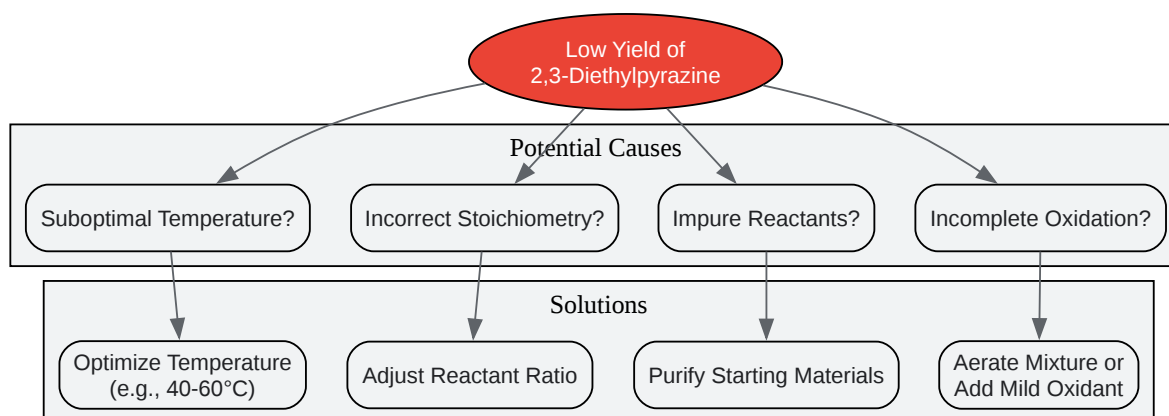 Low Yield of
2,3-Diethylpyrazine
Potential Causes
Suboptimal Temperature?
Incorrect Stoichiometry?
Impure Reactants?
Incomplete Oxidation?
Solutions
Optimize Temperature
(e.g., 40-60°C)
Adjust Reactant Ratio
Purify Starting Materials
Aerate Mixture or
Add Mild Oxidant